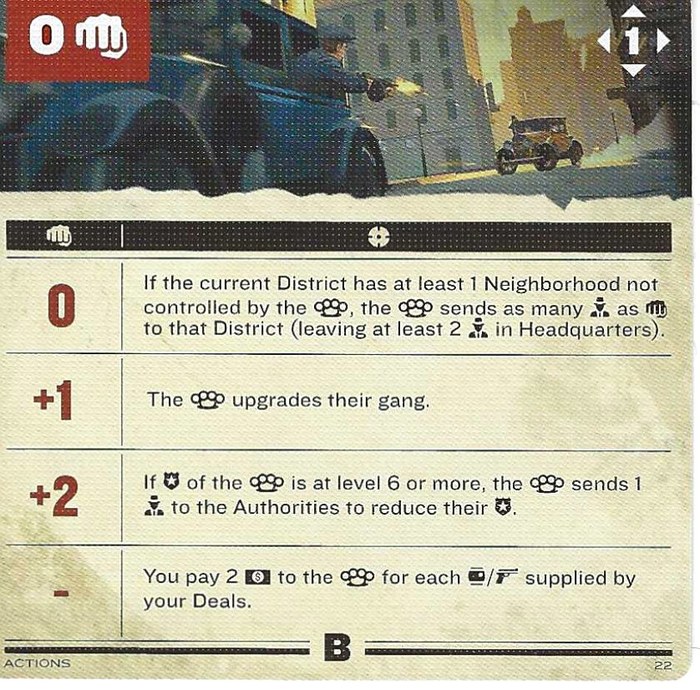 0
1
0
If the current District has at least 1 Neighborhood not
controlled by the , the sends as many as
to that District (leaving at least 2 in Headquarters).
+1
The upgrades their gang.
+2
If of the is at level 6 or more, the sends 1
to the Authorities to reduce their .
-
You pay 2 $ to the for each / supplied by
your Deals.
B
ACTIONS
22